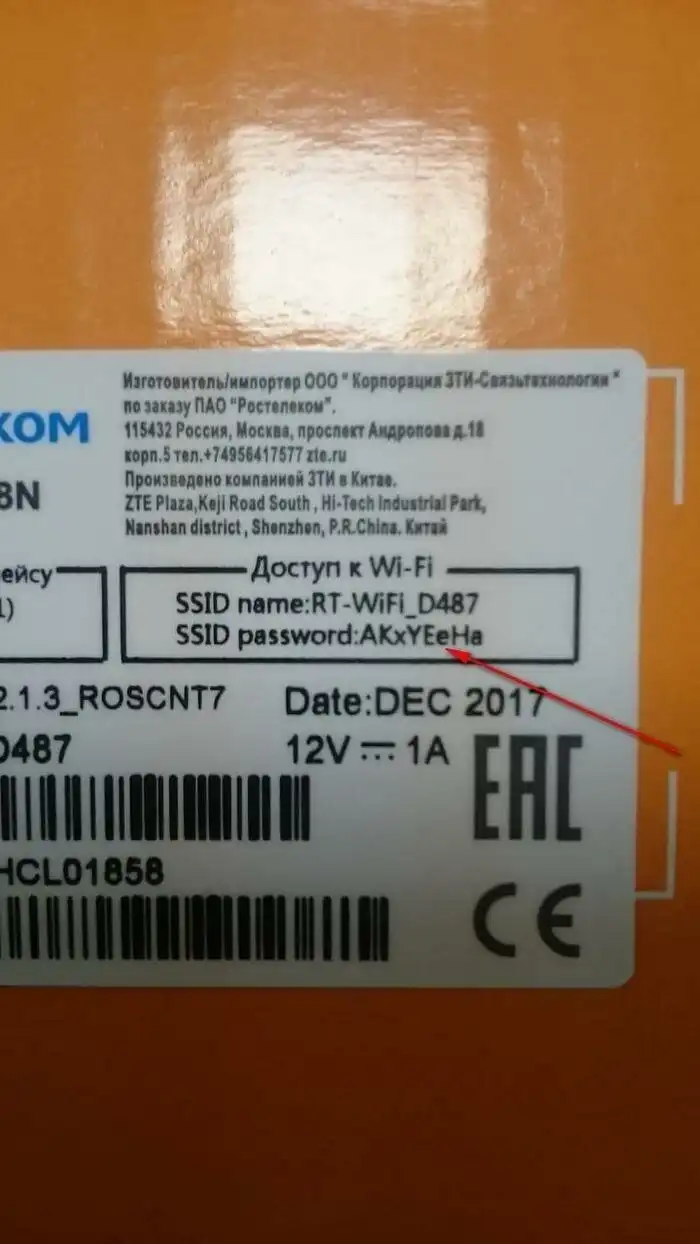 Изготовитель/импортер ООО "Корпорация ЗТИ-Связьтехнологии"
по заказу ПАО "Ростелеком".
115432 Россия, Москва, проспект Андропова д.18
корп.5 тел.+74956417577 zte.ru
Произведено компанией ЗТИ в Китае.
ZTE Plaza,Keji Road South , Hi-Tech Industrial Park,
Nanshan district , Shenzhen, P.R.China. Китай
КОМ
8N
ейсу
1)
Доступ к Wi-Fi
SSID name:RT-WiFi_D487
SSID password:AKxYEeHa
2.1.3_ROSCNT7
Date:DEC 2017
D487
12V 1A
EAC
HCL01858
CE